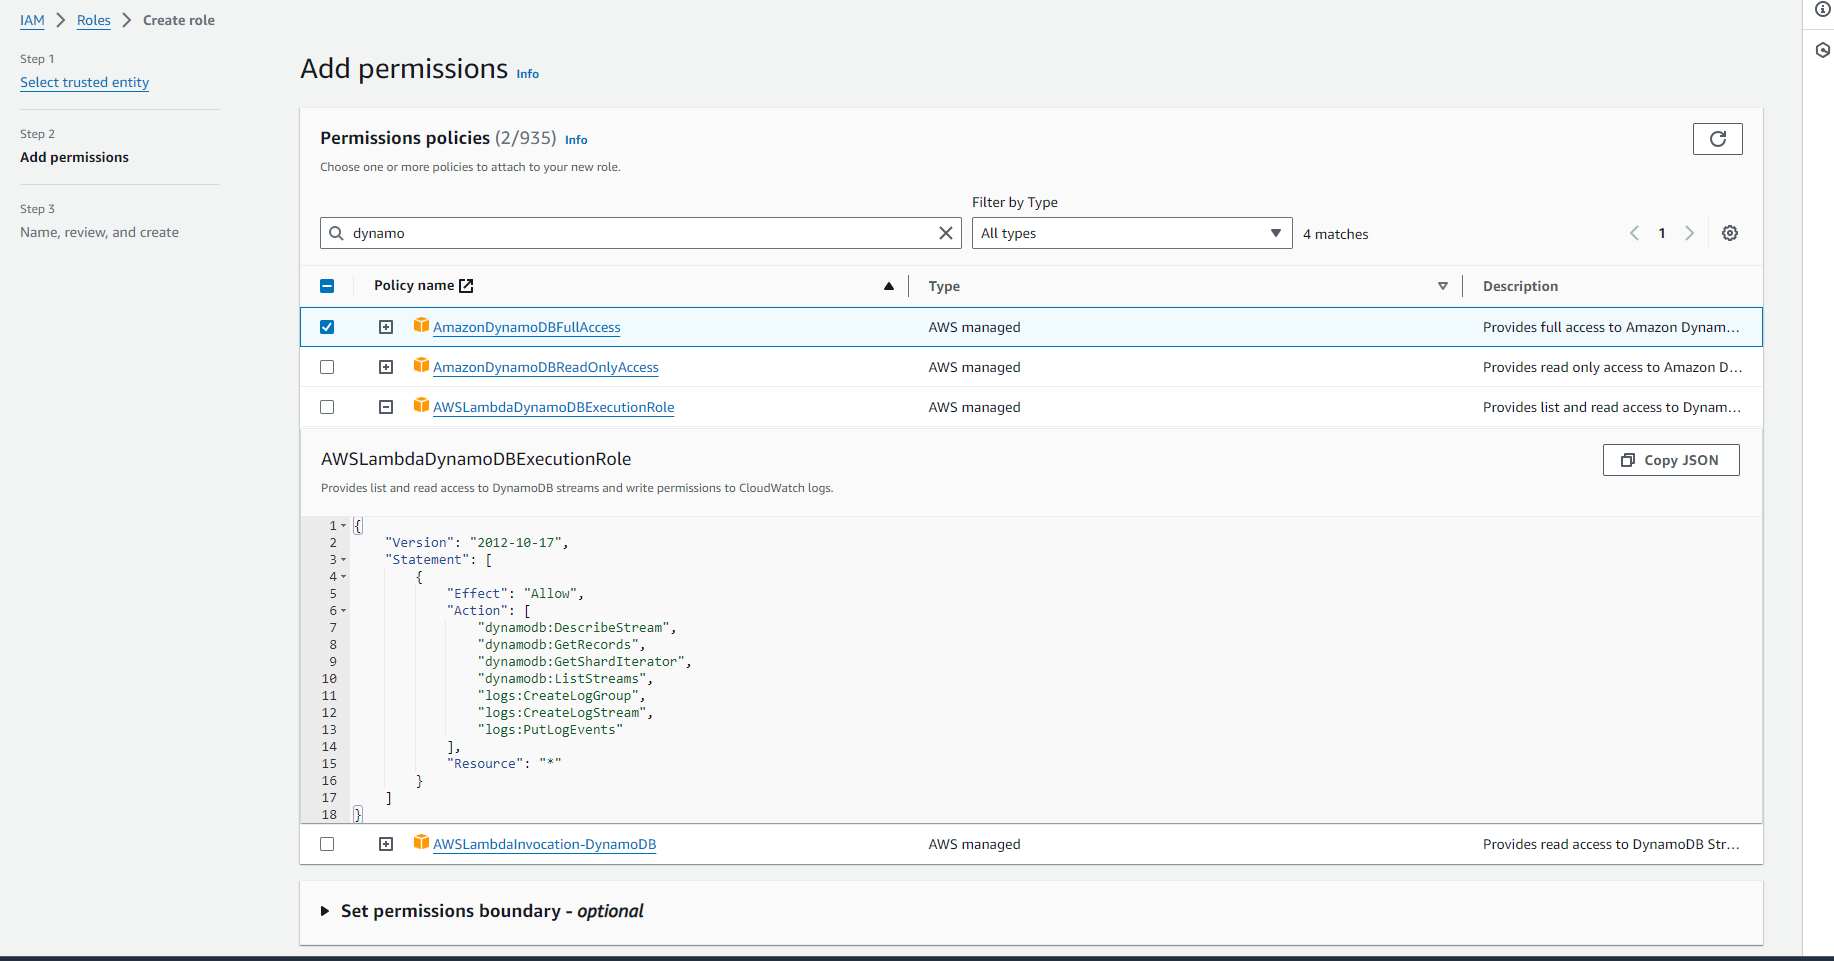 IAM > Roles > Create role
Step 1
Select trusted entity
Step 2
Add permissions
Step 3
Name, review, and create
Add permissions Info
Permissions policies (2/935) Info
Choose one or more policies to attach to your new role.
Filter by Type
dynamo
All types
4 matches
1
Policy name
Type
Description
AmazonDynamoDBFullAccess AWS managed Provides full access to Amazon Dynam...
AmazonDynamoDBReadOnlyAccess AWS managed Provides read only access to Amazon D...
AWSLambdaDynamoDBExecutionRole AWS managed Provides list and read access to Dynam...
AWSLambdaDynamoDBExecutionRole
Copy JSON
Provides list and read access to DynamoDB streams and write permissions to CloudWatch logs.
1 {
2 "Version": "2012-10-17",
3 "Statement": [
4 {
5 "Effect": "Allow",
6 "Action": [
7 "dynamodb:DescribeStream",
8 "dynamodb:GetRecords",
9 "dynamodb:GetShardIterator",
10 "dynamodb:ListStreams",
11 "logs:CreateLogGroup",
12 "logs:CreateLogStream",
13 "logs:PutLogEvents"
14 ],
15 "Resource": "*"
16 }
17 ]
18 }
AWSLambdaInvocation-DynamoDB AWS managed Provides read access to DynamoDB Str...
Set permissions boundary - optional